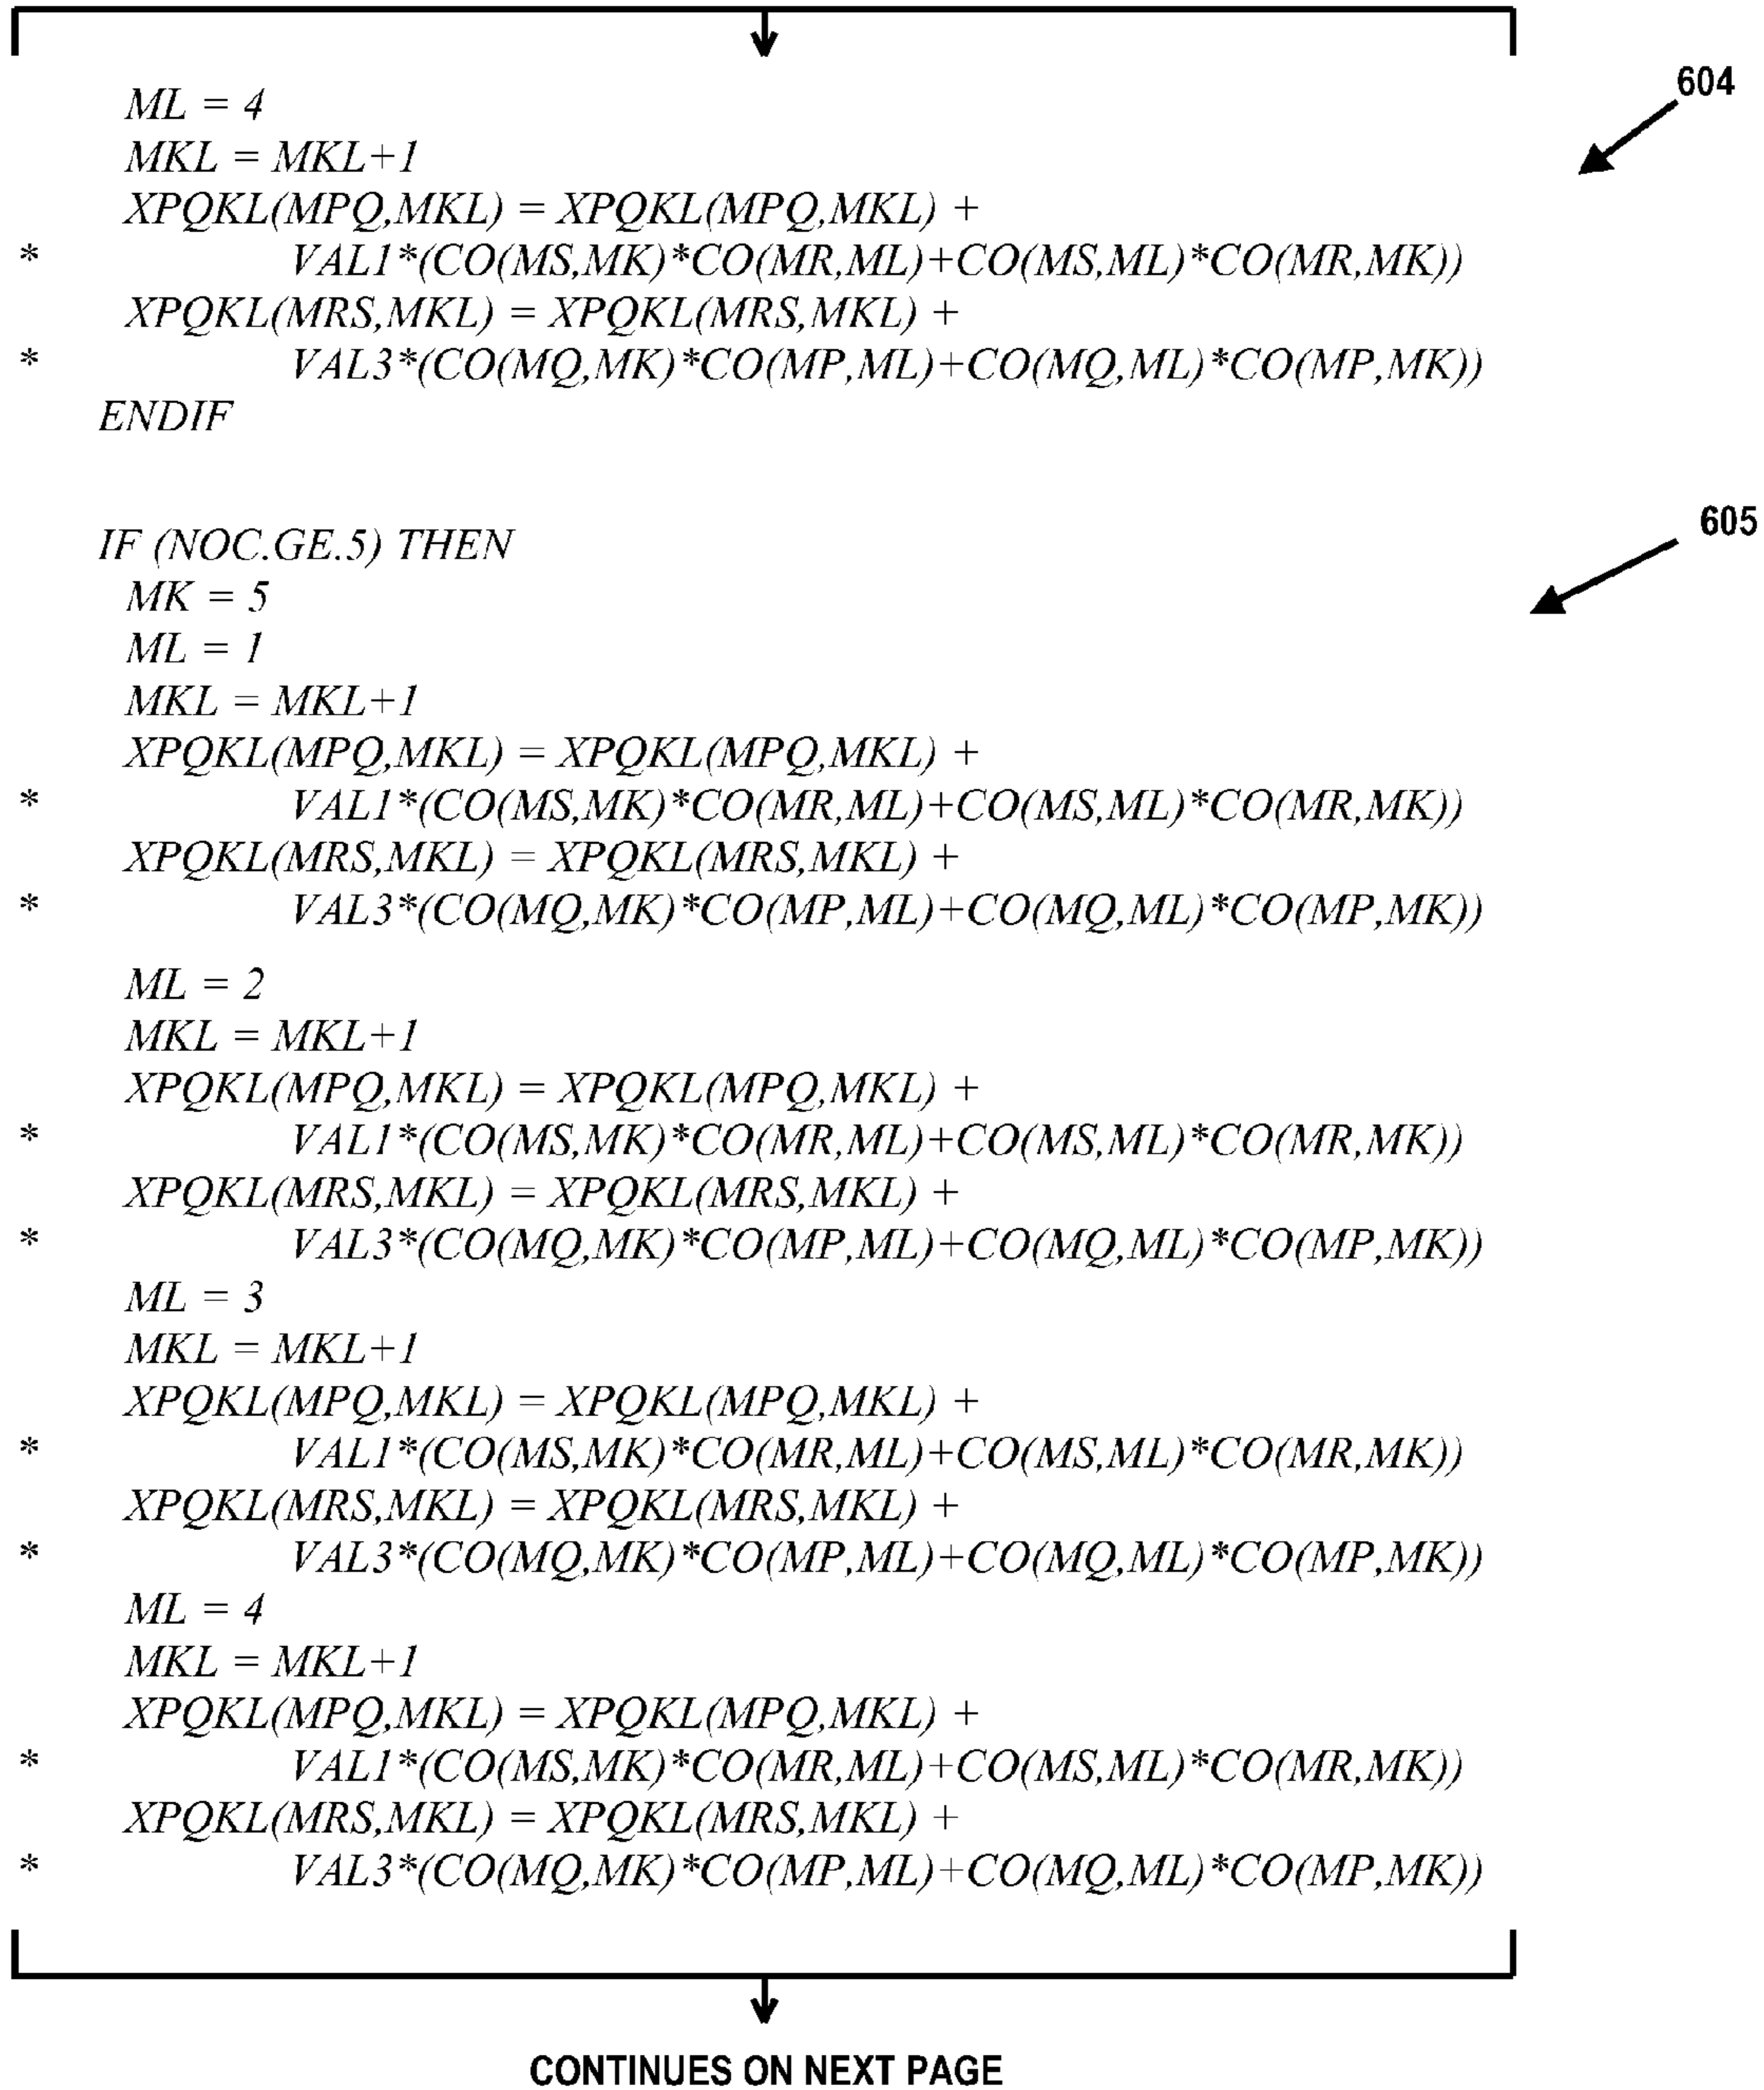 604
ML = 4
MKL = MKL+1
XPQKL(MPQ,MKL) = XPQKL(MPQ,MKL) +
* VAL1*(CO(MS,MK)*CO(MR,ML)+CO(MS,ML)*CO(MR,MK))
XPQKL(MRS,MKL) = XPQKL(MRS,MKL) +
* VAL3*(CO(MQ,MK)*CO(MP,ML)+CO(MQ,ML)*CO(MP,MK))
ENDIF
605
IF (NOC.GE.5) THEN
MK = 5
ML = 1
MKL = MKL+1
XPQKL(MPQ,MKL) = XPQKL(MPQ,MKL) +
* VAL1*(CO(MS,MK)*CO(MR,ML)+CO(MS,ML)*CO(MR,MK))
XPQKL(MRS,MKL) = XPQKL(MRS,MKL) +
* VAL3*(CO(MQ,MK)*CO(MP,ML)+CO(MQ,ML)*CO(MP,MK))
ML = 2
MKL = MKL+1
XPQKL(MPQ,MKL) = XPQKL(MPQ,MKL) +
* VAL1*(CO(MS,MK)*CO(MR,ML)+CO(MS,ML)*CO(MR,MK))
XPQKL(MRS,MKL) = XPQKL(MRS,MKL) +
* VAL3*(CO(MQ,MK)*CO(MP,ML)+CO(MQ,ML)*CO(MP,MK))
ML = 3
MKL = MKL+1
XPQKL(MPQ,MKL) = XPQKL(MPQ,MKL) +
* VAL1*(CO(MS,MK)*CO(MR,ML)+CO(MS,ML)*CO(MR,MK))
XPQKL(MRS,MKL) = XPQKL(MRS,MKL) +
* VAL3*(CO(MQ,MK)*CO(MP,ML)+CO(MQ,ML)*CO(MP,MK))
ML = 4
MKL = MKL+1
XPQKL(MPQ,MKL) = XPQKL(MPQ,MKL) +
* VAL1*(CO(MS,MK)*CO(MR,ML)+CO(MS,ML)*CO(MR,MK))
XPQKL(MRS,MKL) = XPQKL(MRS,MKL) +
* VAL3*(CO(MQ,MK)*CO(MP,ML)+CO(MQ,ML)*CO(MP,MK))
CONTINUES ON NEXT PAGE